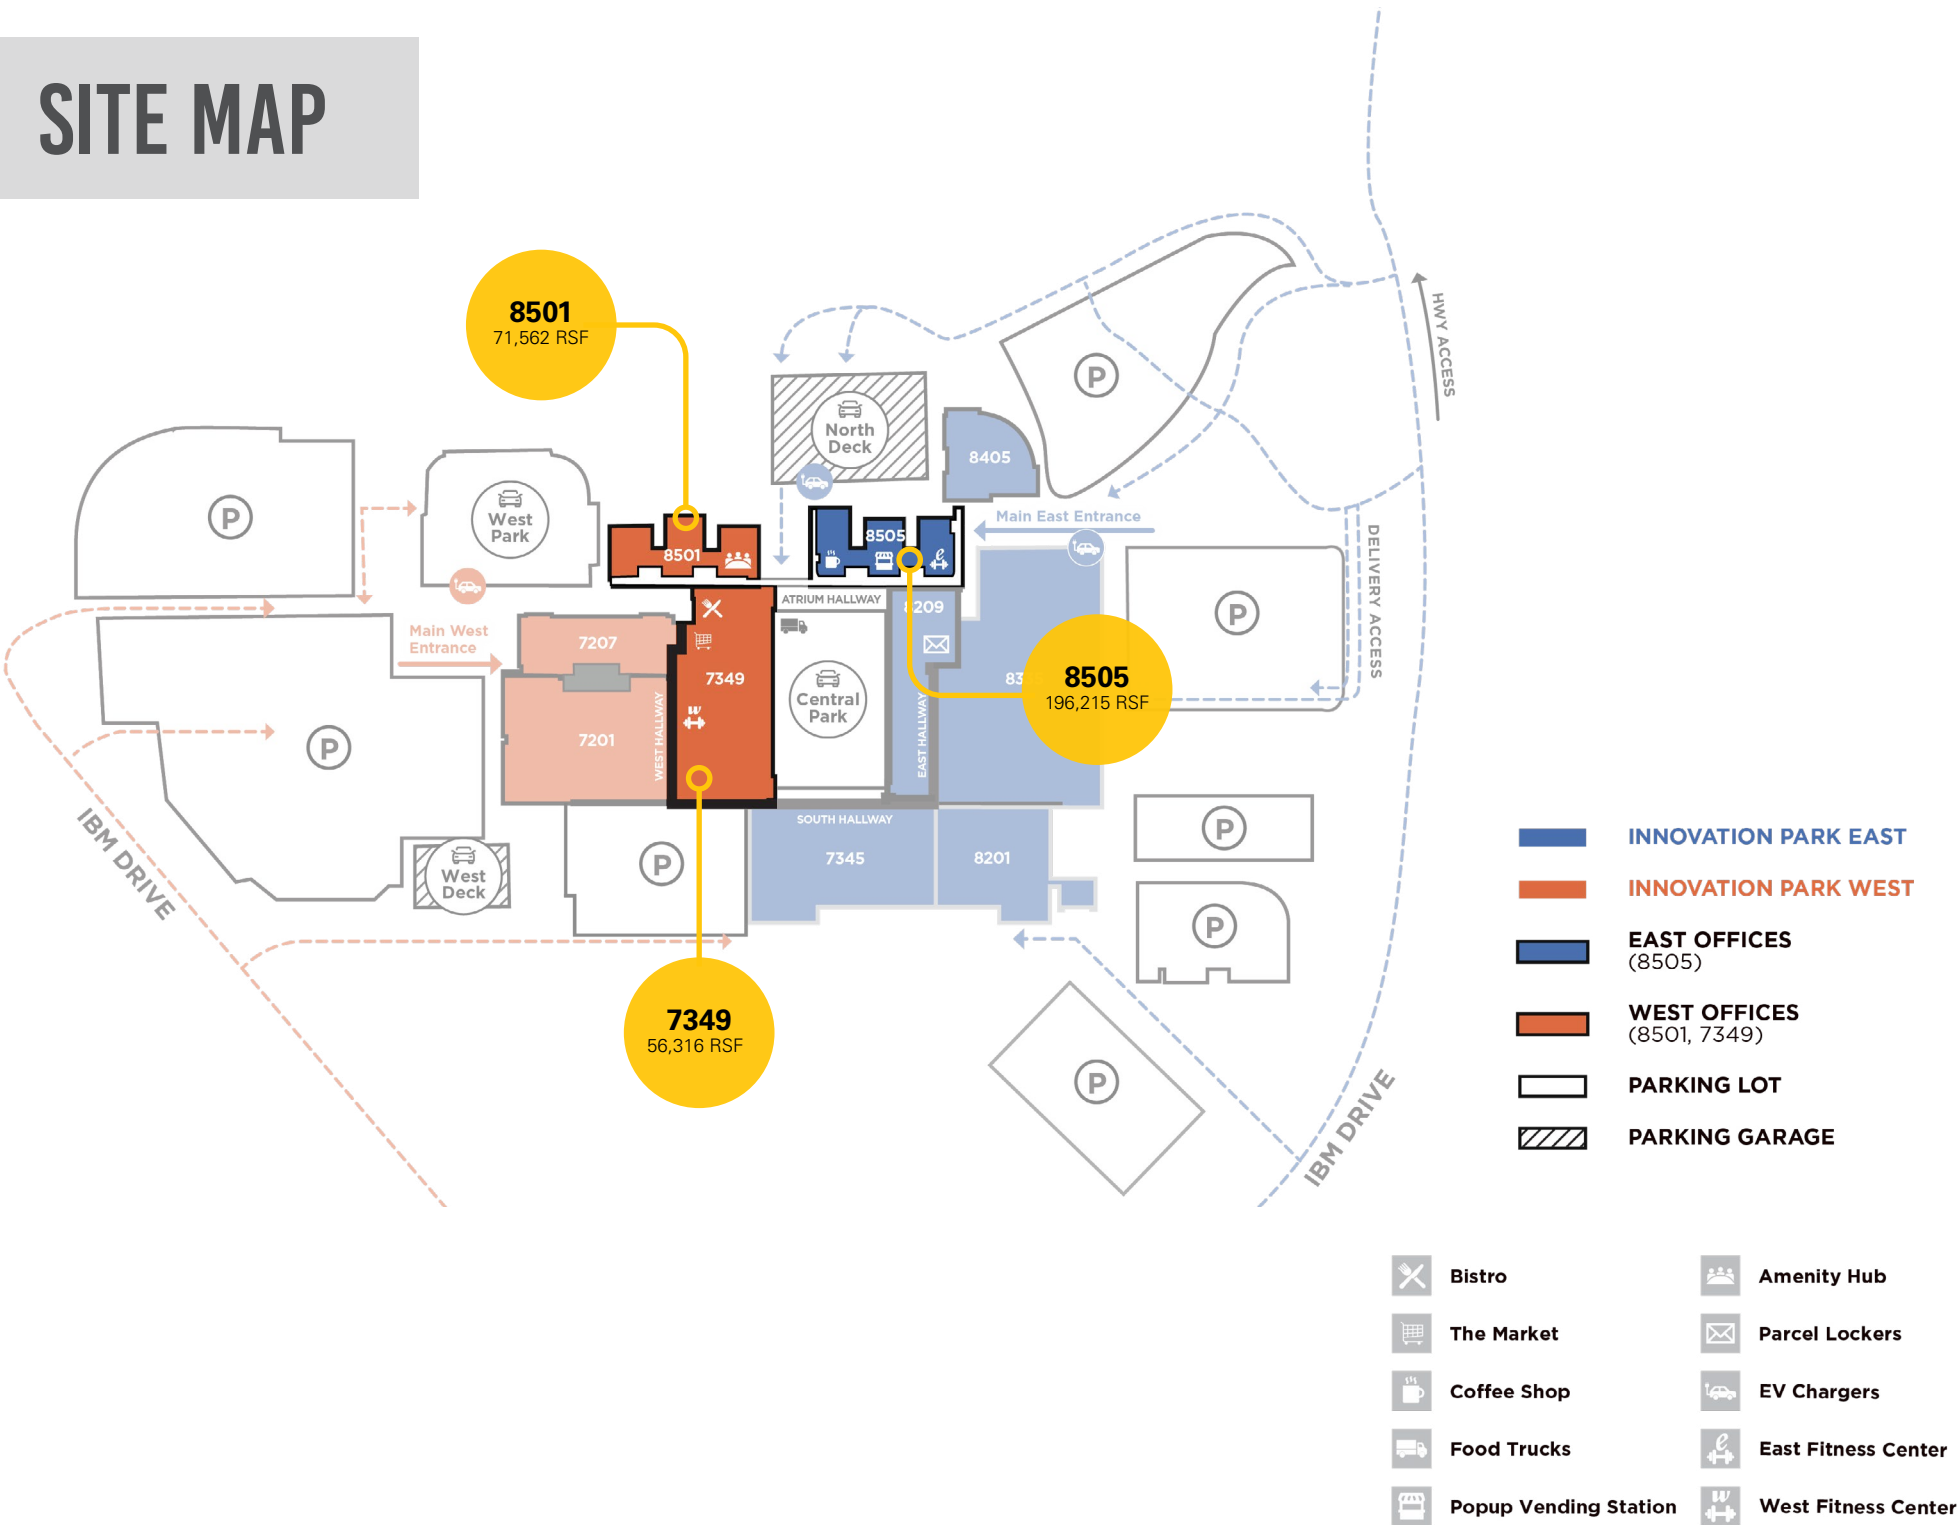 SITE MAP
8501
71,562 RSF
HWY ACCESS
P
North
Deck
8405
P
West
Park
Main East Entrance
8501
8505
DELIVERY ACCESS
ATRIUM HALLWAY
8209
P
Main West
Entrance
7207
7349
Central
Park
8505
196,215 RSF
7201
WEST HALLWAY
EAST HALLWAY
P
IBM DRIVE
SOUTH HALLWAY
P
P
7345
8201
West
Deck
P
7349
56,316 RSF
P
IBM DRIVE
INNOVATION PARK EAST
INNOVATION PARK WEST
EAST OFFICES
(8505)
WEST OFFICES
(8501, 7349)
PARKING LOT
PARKING GARAGE
Bistro
Amenity Hub
The Market
Parcel Lockers
Coffee Shop
EV Chargers
Food Trucks
e
East Fitness Center
Popup Vending Station
w
West Fitness Center